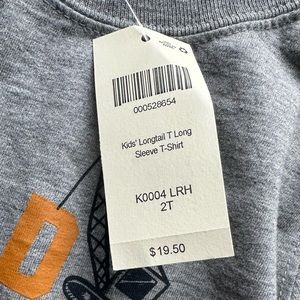 000528654
Kids' Longtail T Long
Sleeve T-Shirt
K0004 LRH
2T
$19.50
D